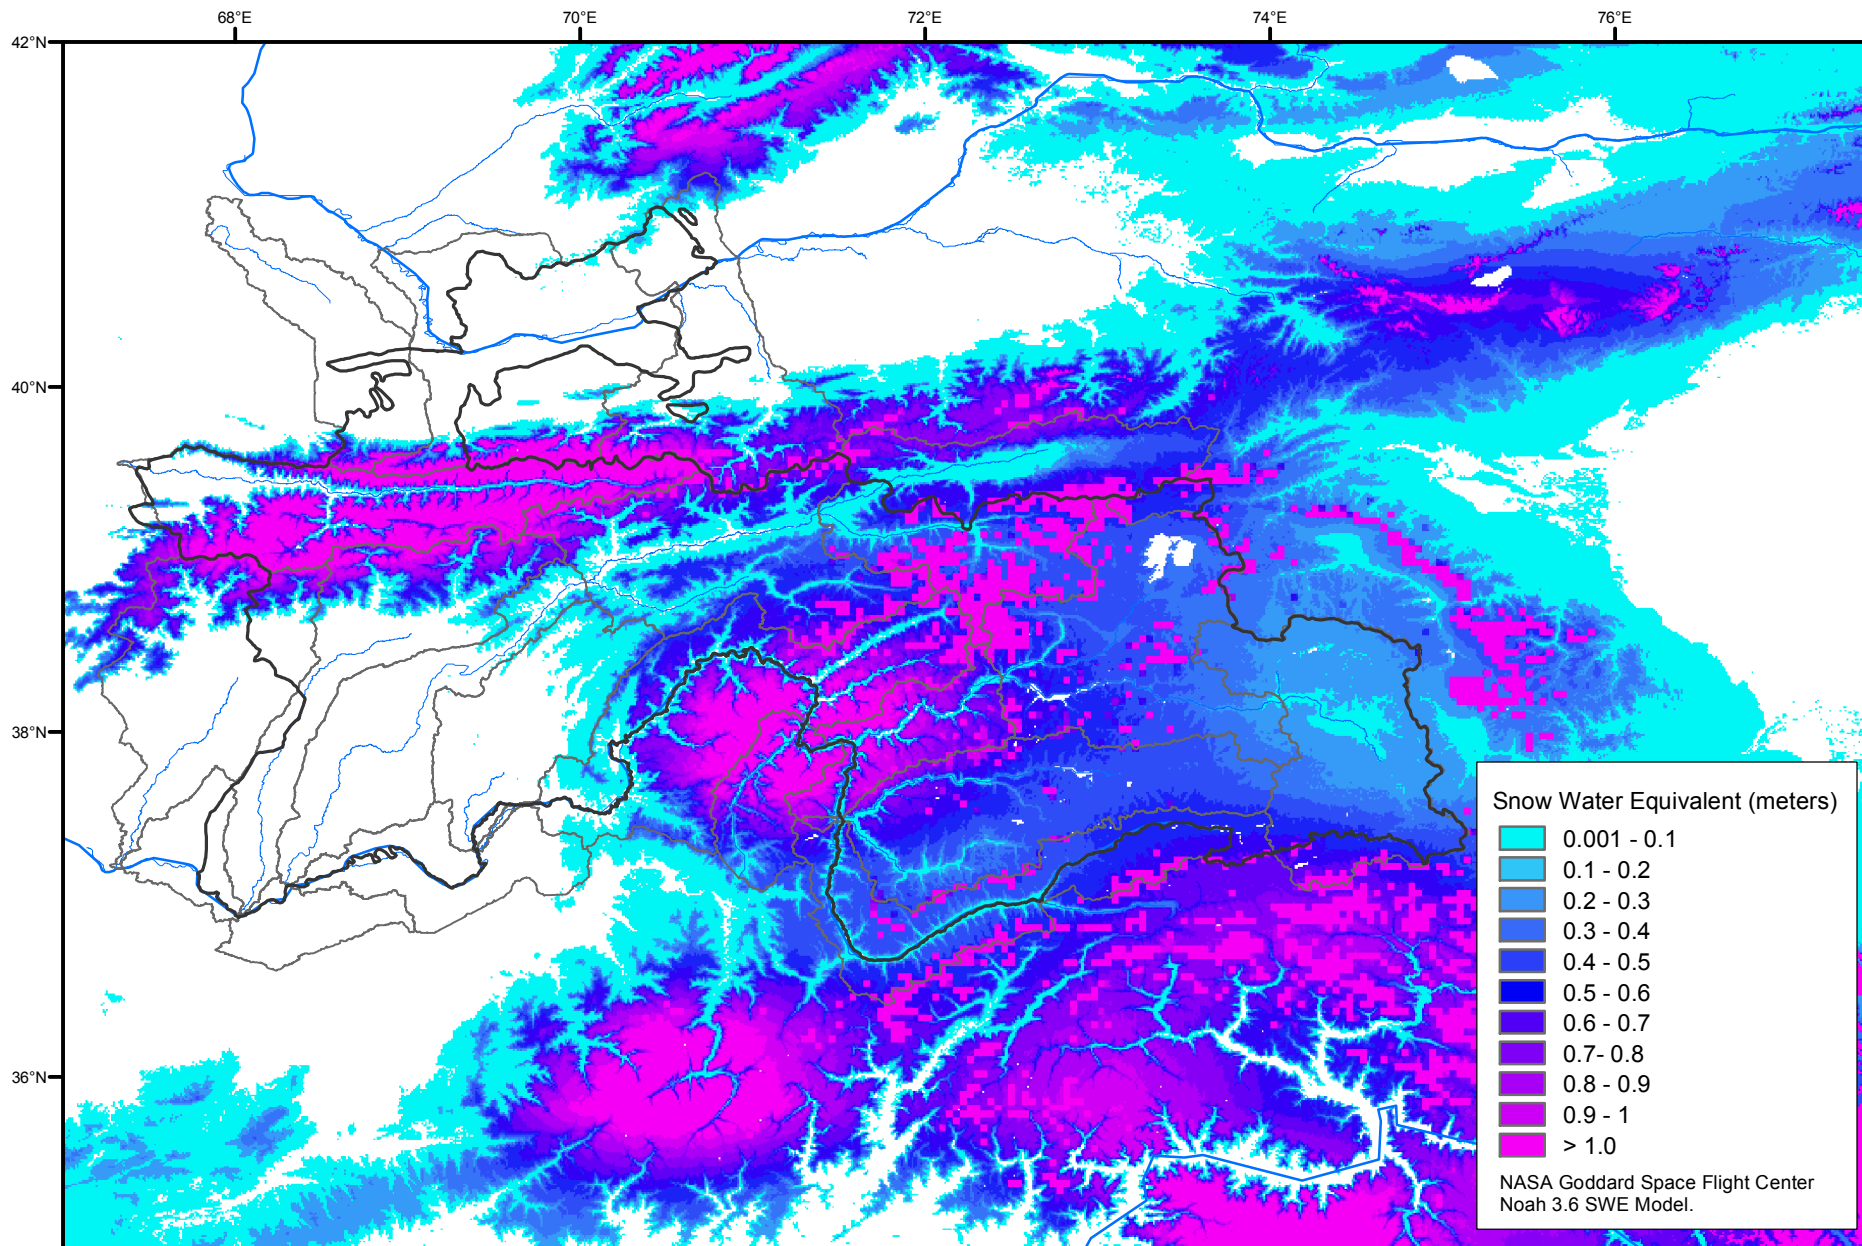 68°E 70°E 72°E 74°E 76°E
42°N
40°N
38°N
36°N
Snow Water Equivalent (meters)
0.001 - 0.1
0.1 - 0.2
0.2 - 0.3
0.3 - 0.4
0.4 - 0.5
0.5 - 0.6
0.6 - 0.7
0.7- 0.8
0.8 - 0.9
0.9 - 1
> 1.0
NASA Goddard Space Flight Center
Noah 3.6 SWE Model.